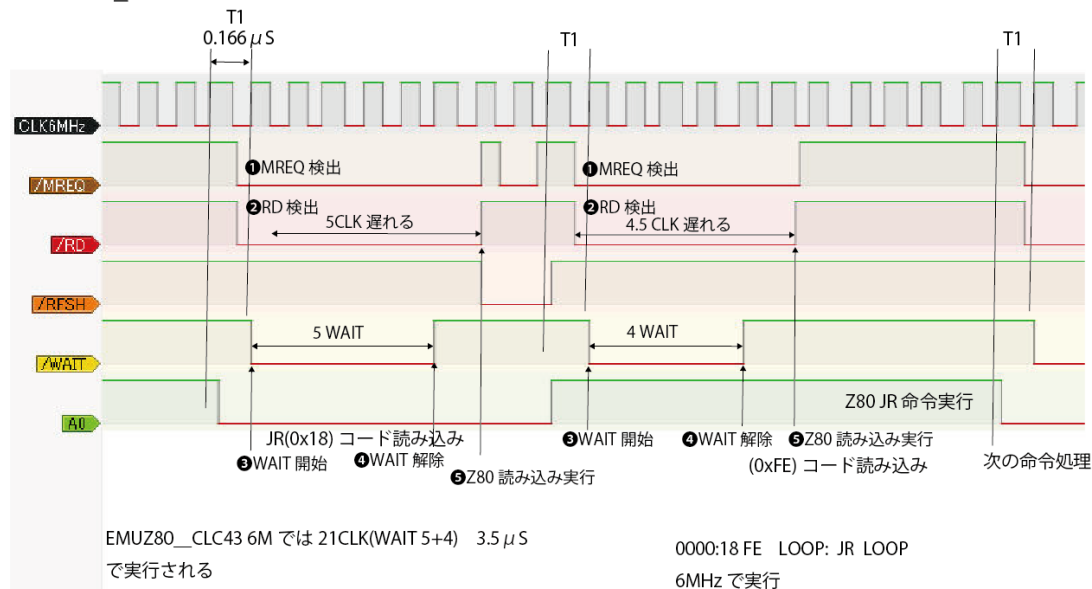 T1
0.166μS
T1
T1
CLK6MHz
❶MREQ 検出
❶MREQ 検出
/MREQ
❷RD 検出
❷RD 検出
5CLK 遅れる
4.5 CLK 遅れる
/RD
/RFSH
5 WAIT
4 WAIT
/WAIT
Z80 JR 命令実行
A0
JR(0x18) コード読み込み
❸WAIT 開始
❹WAIT 解除
❺Z80 読み込み実行
❸WAIT 開始
❹WAIT 解除
❺Z80 読み込み実行
(0xFE) コード読み込み
次の命令処理
EMUZ80__CLC43 6M では 21CLK(WAIT 5+4) 3.5μS
で実行される
0000:18 FE LOOP: JR LOOP
6MHz で実行